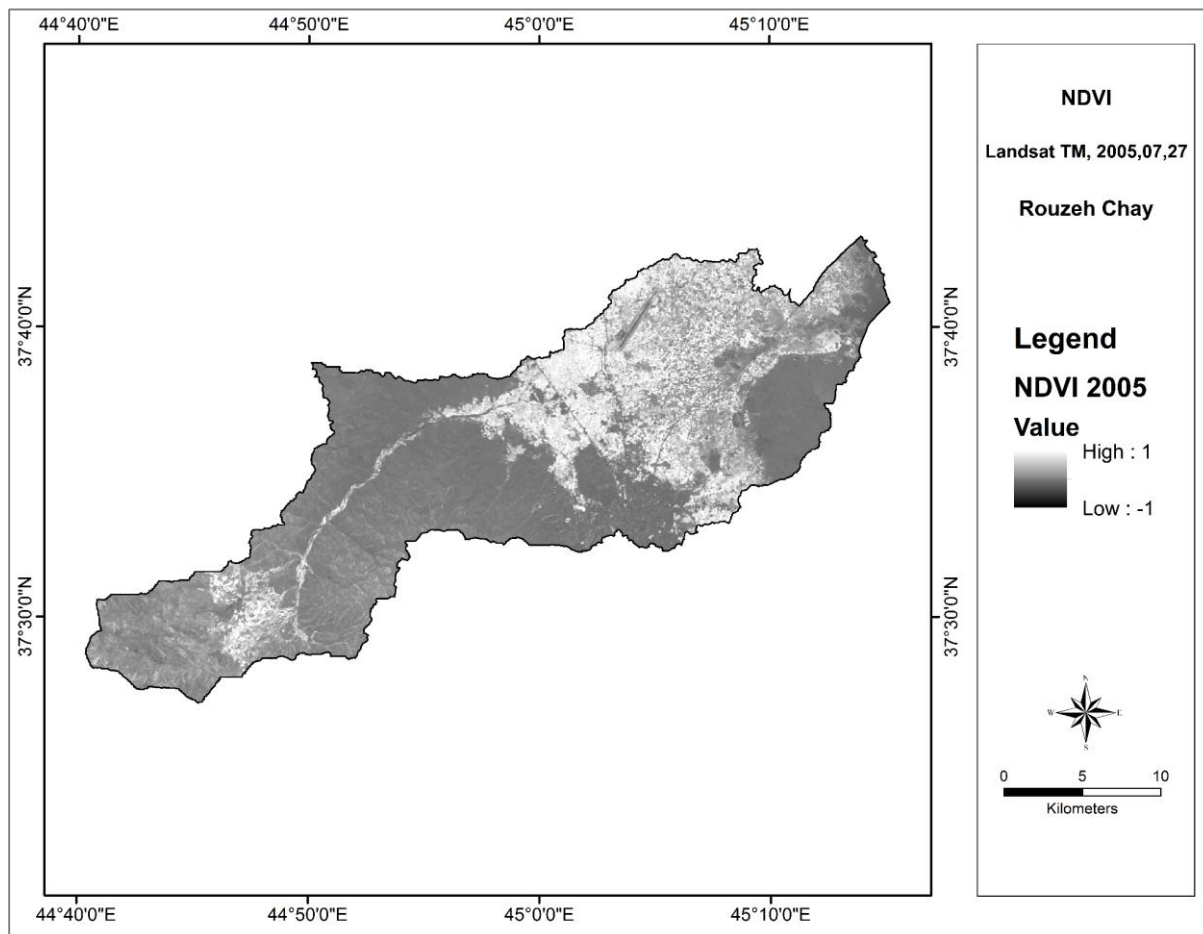 44°40'0"E 44°50'0"E 45°0'0"E 45°10'0"E
37°40'0"N 37°40'0"N
37°30'0"N 37°30'0"N
44°40'0"E 44°50'0"E 45°0'0"E 45°10'0"E
NDVI
Landsat TM, 2005,07,27
Rouzeh Chay
Legend
NDVI 2005
Value
High : 1
Low : -1
N
W E
S
0 5 10
Kilometers